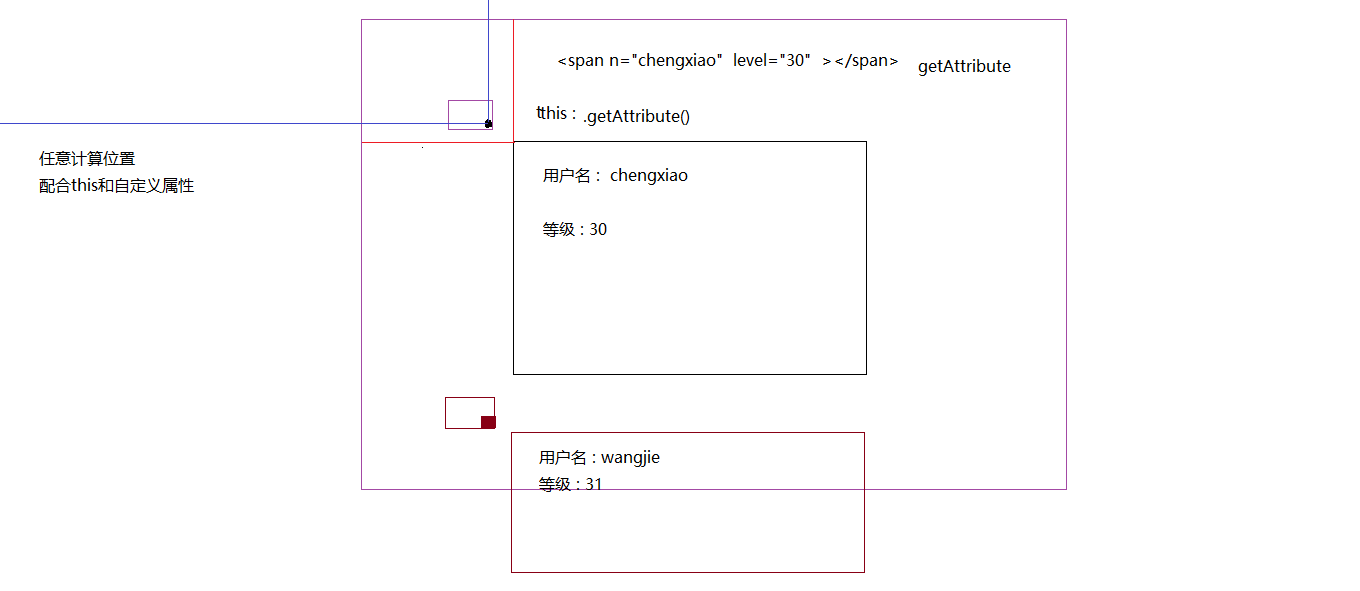 <span n="chengxiao"  level="30"  ></span>
getAttribute
this : .getAttribute()
任意计算位置
配合this和自定义属性
用户名 :  chengxiao
等级 : 30
用户名 : wangjie
等级 : 31